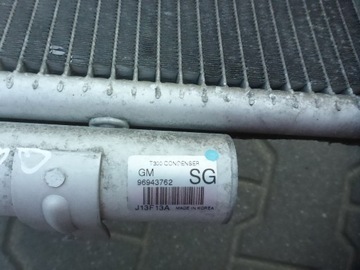 T300 CONDENSER
GM SG
96943762
J13F13A MADE IN KOREA